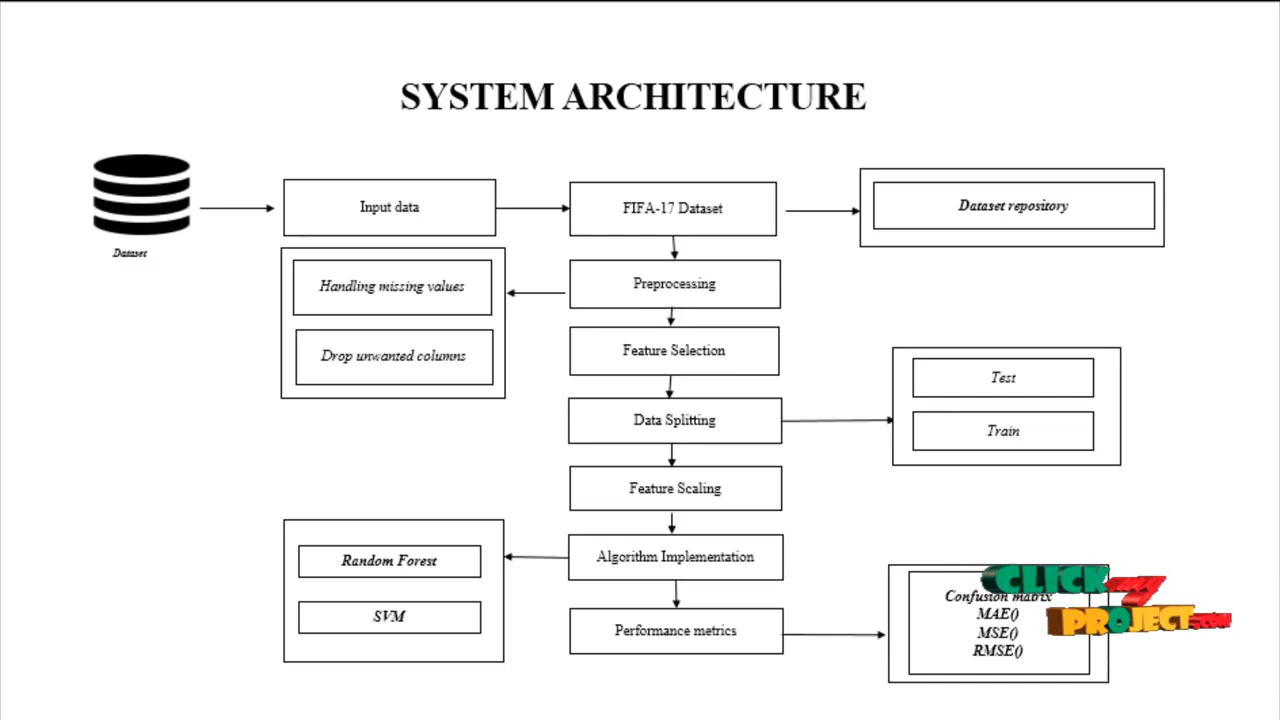 SYSTEM ARCHITECTURE
Dataset
Input data
FIFA-17 Dataset
Dataset repository
Handling missing values
Drop unwanted columns
Preprocessing
Feature Selection
Data Splitting
Test
Train
Feature Scaling
Algorithm Implementation
Random Forest
SVM
Performance metrics
Confusion matrix
MAE()
MSE()
RMSE()
CLICK
MY
PROJECT.COM